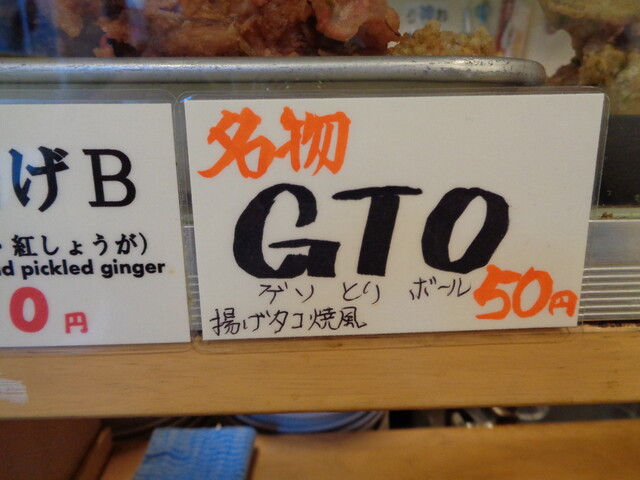 げB
・紅しょうが)
d pickled ginger
0円
名物
GTO
ゲソ とり ボール
揚げタコ焼風
50円